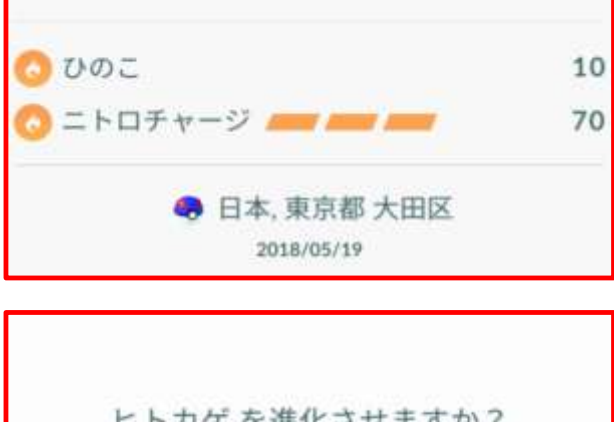 ひのこ 10
ニトロチャージ 70
日本, 東京都 大田区
2018/05/19
ヒトカゲ を進化させますか？